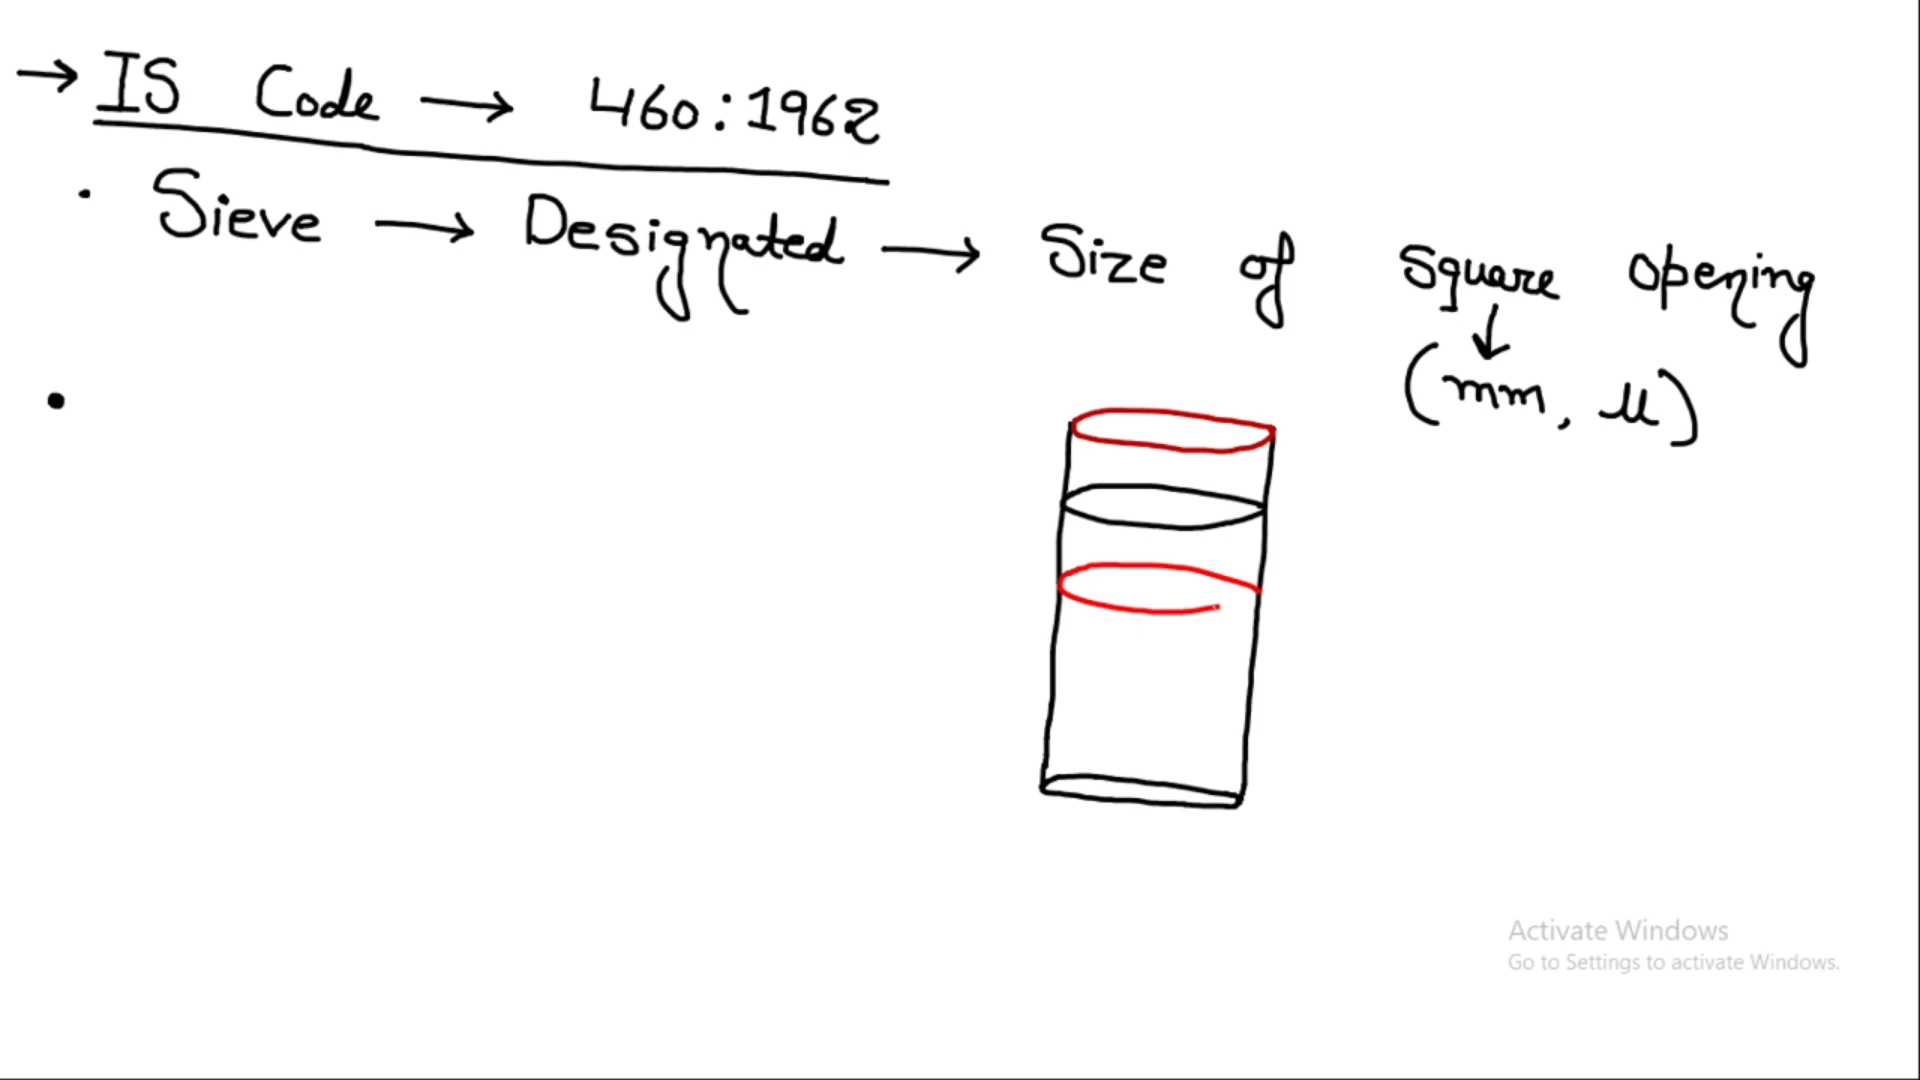 → IS Code → 460:1962
· Sieve → Designated → Size of square opening
↓
(mm, µ)
•
Activate Windows
Go to Settings to activate Windows.